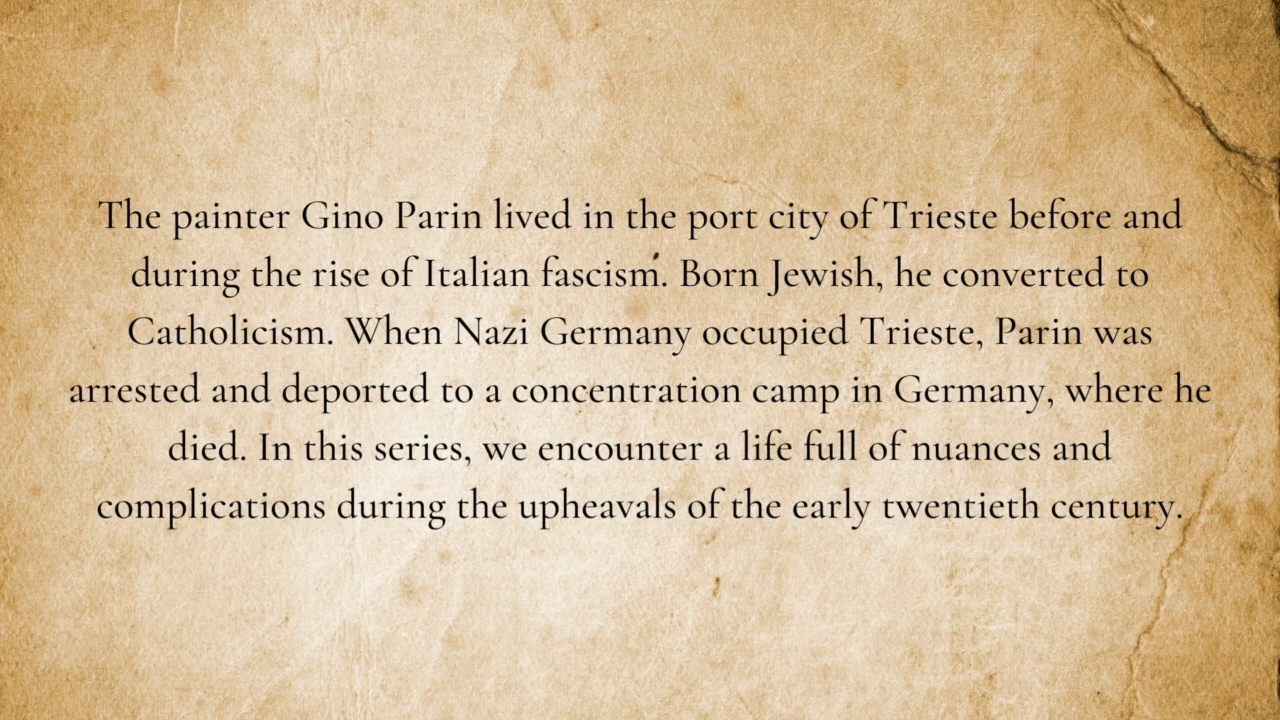 The painter Gino Parin lived in the port city of Trieste before and
during the rise of Italian fascism. Born Jewish, he converted to
Catholicism. When Nazi Germany occupied Trieste, Parin was
arrested and deported to a concentration camp in Germany, where he
died. In this series, we encounter a life full of nuances and
complications during the upheavals of the early twentieth century.